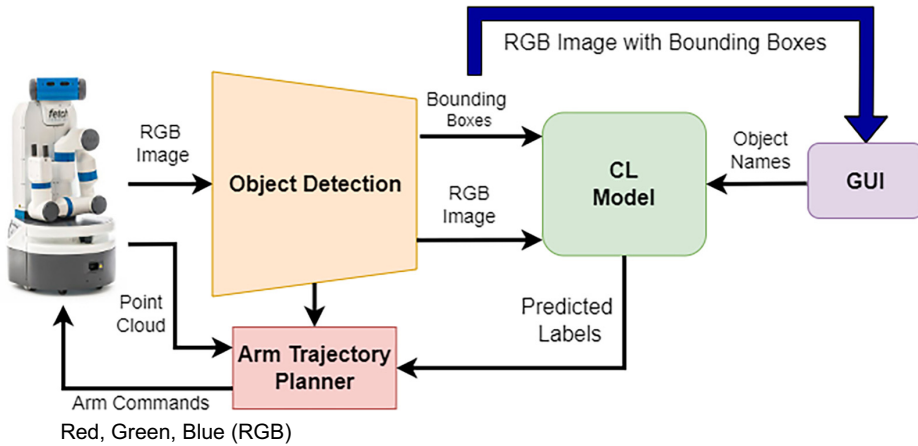 RGB Image with Bounding Boxes
fetch
RGB
Image
Object Detection
Bounding
Boxes
RGB
Image
CL
Model
Object
Names
GUI
Point
Cloud
Predicted
Labels
Arm Trajectory
Planner
Arm Commands
Red, Green, Blue (RGB)